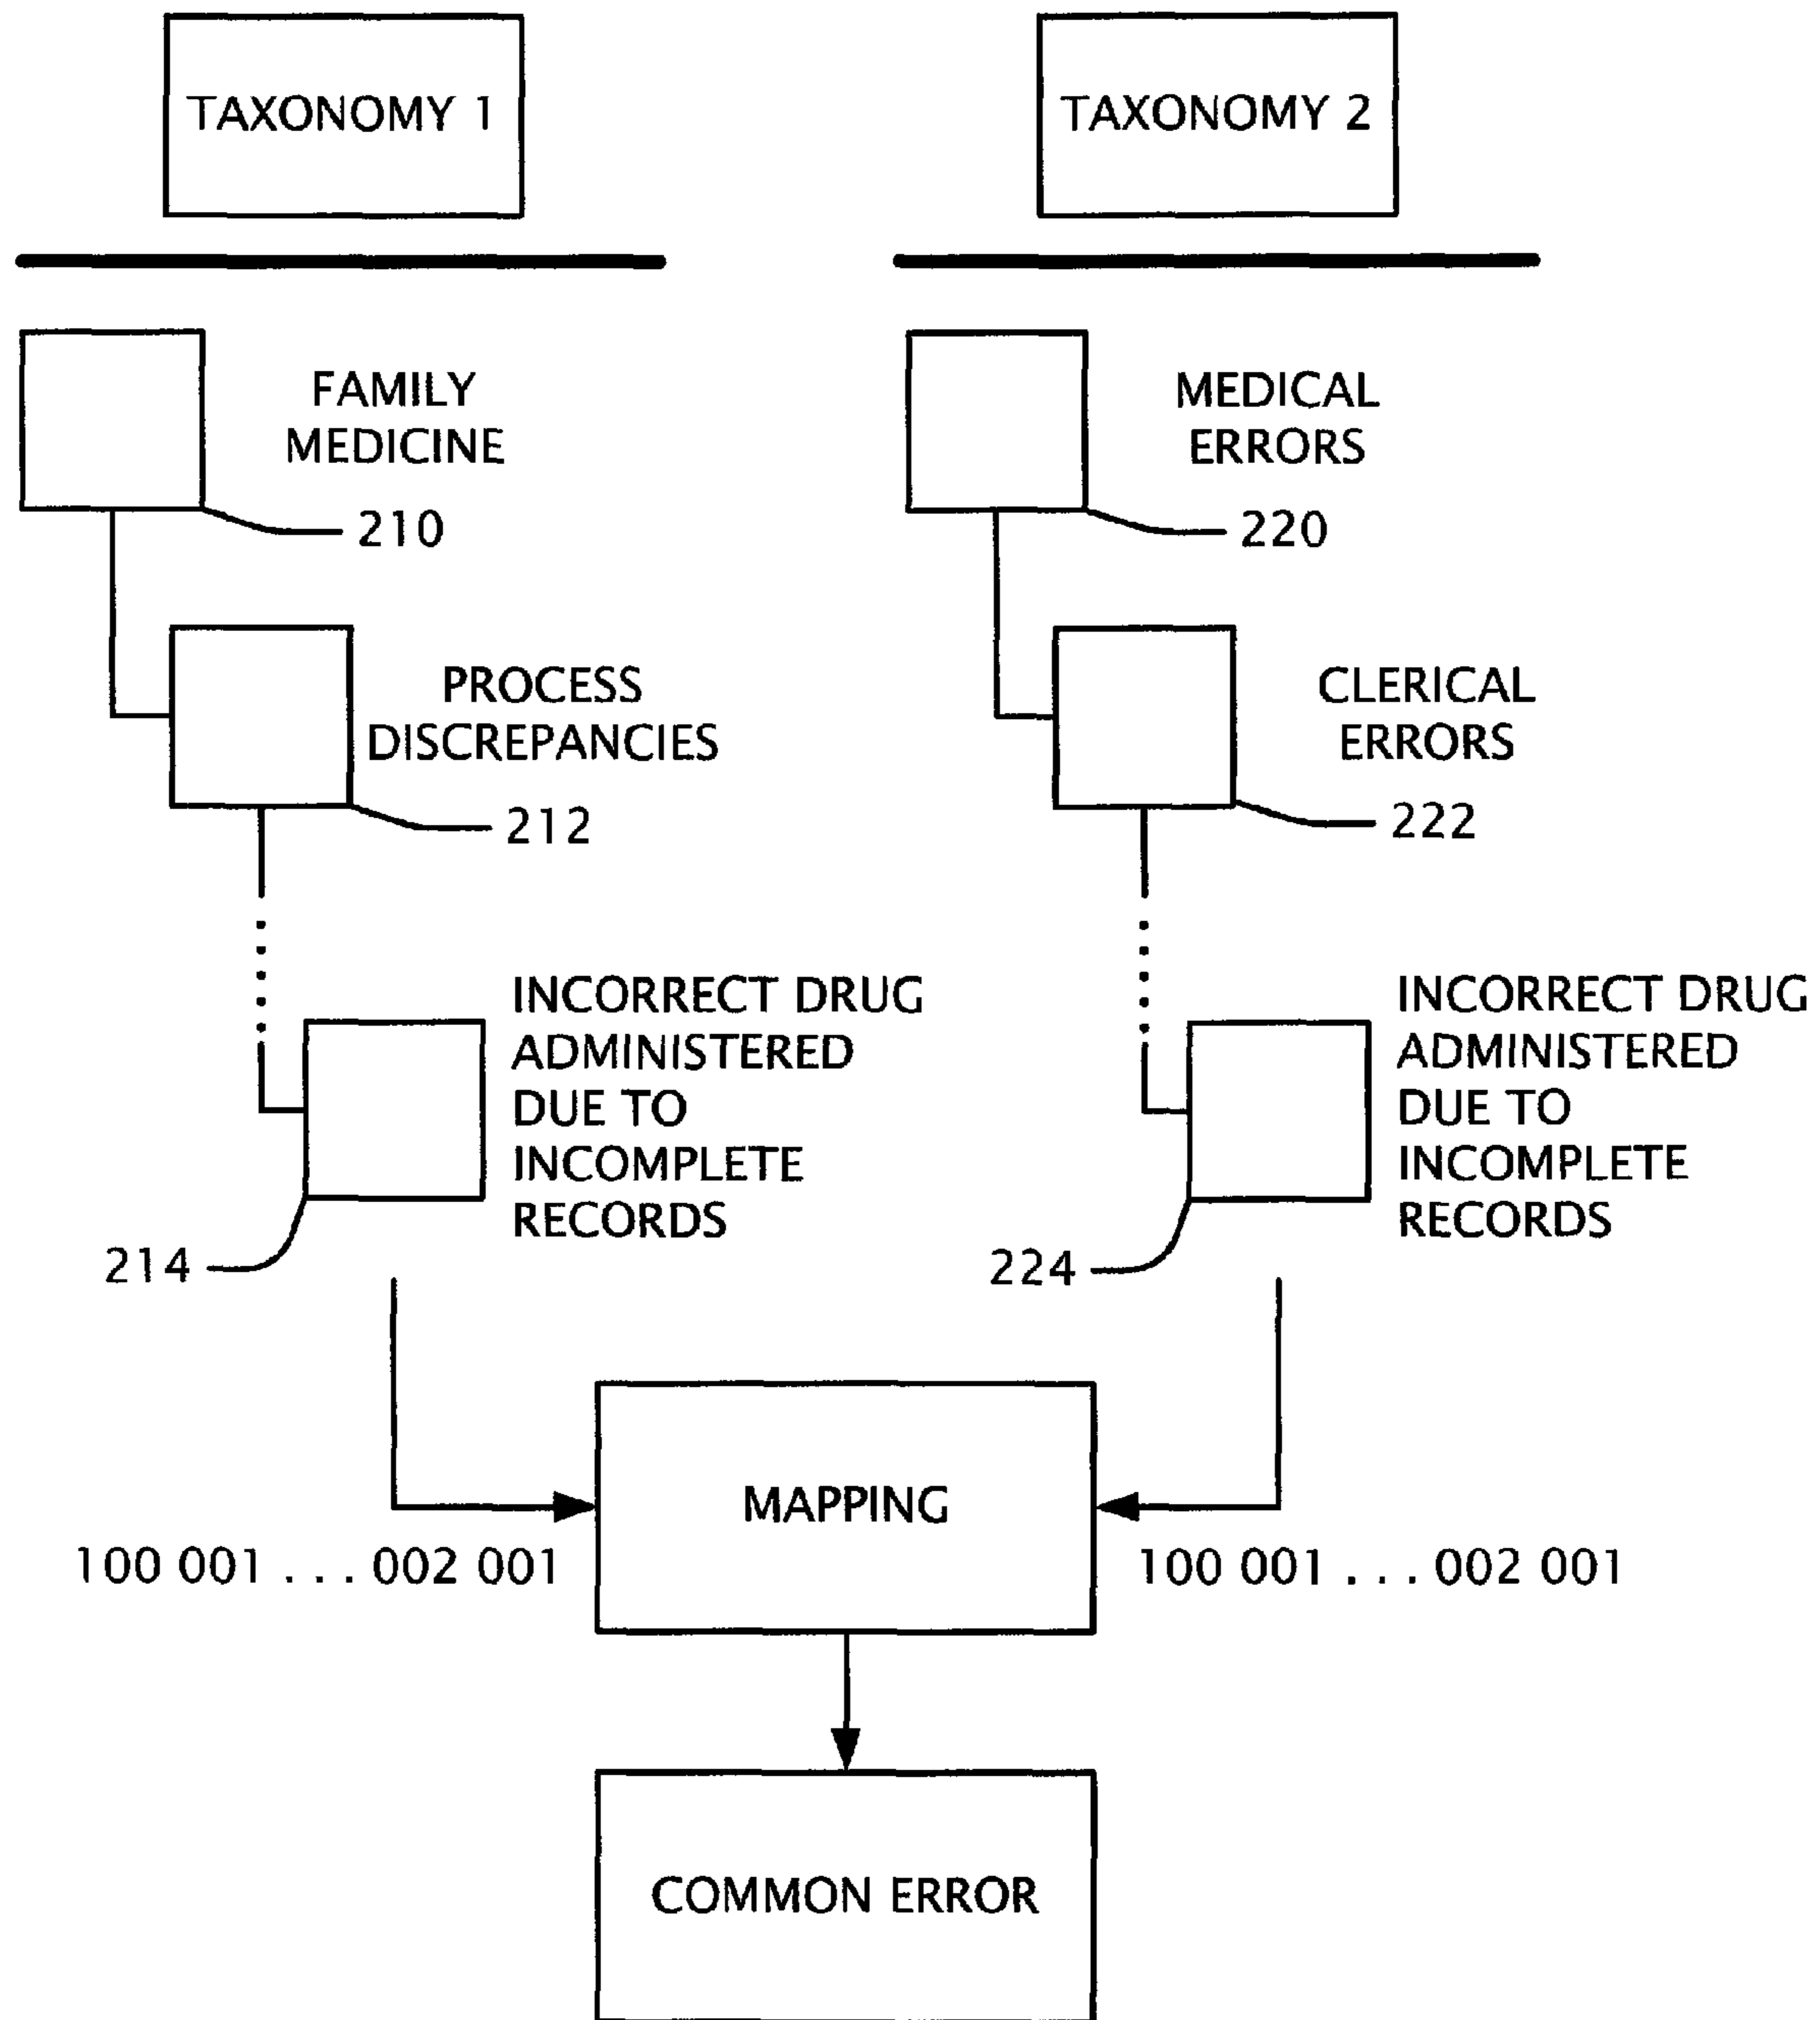 TAXONOMY 1
TAXONOMY 2
FAMILY
MEDICINE
210
MEDICAL
ERRORS
220
PROCESS
DISCREPANCIES
212
CLERICAL
ERRORS
222
INCORRECT DRUG
ADMINISTERED
DUE TO
INCOMPLETE
RECORDS
214
INCORRECT DRUG
ADMINISTERED
DUE TO
INCOMPLETE
RECORDS
224
MAPPING
100 001 . . . 002 001
100 001 . . . 002 001
COMMON ERROR